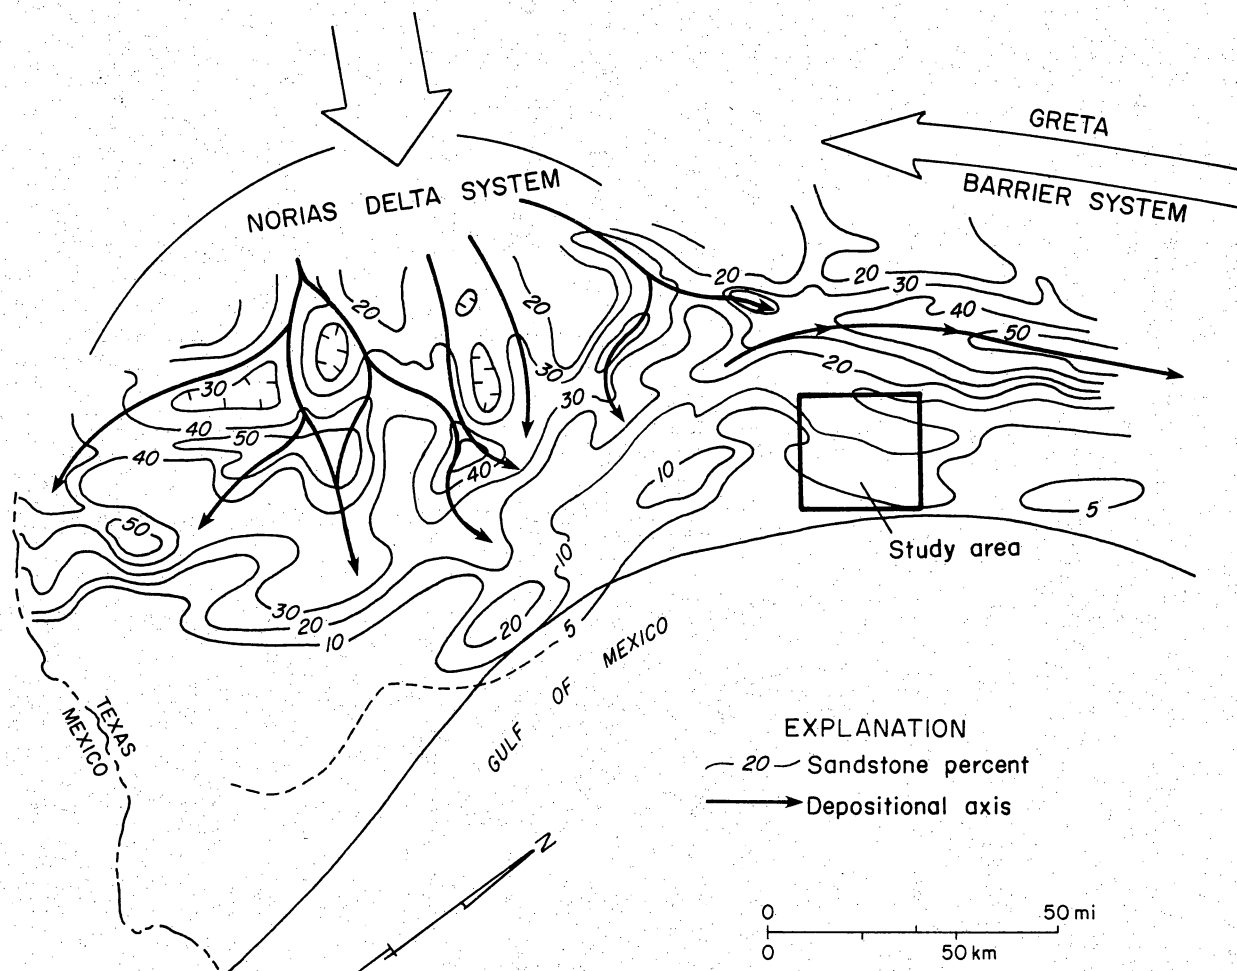 GRETA
BARRIER SYSTEM
NORIAS DELTA SYSTEM
20
20
30
20
20
40
50
30
20
30
30
40
50
40
40
10
50
5
Study area
10
30
20
20
10
5
GULF OF MEXICO
TEXAS
MEXICO
EXPLANATION
20 Sandstone percent
Depositional axis
N
0 50 mi
0 50 km